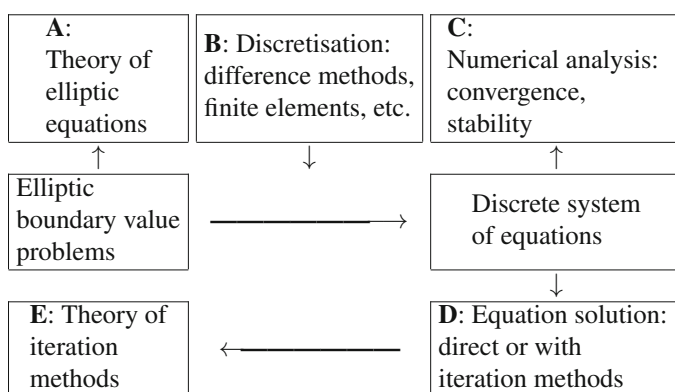 A:
Theory of
elliptic
equations
B: Discretisation:
difference methods,
finite elements, etc.
C:
Numerical analysis:
convergence,
stability
Elliptic
boundary value
problems
Discrete system
of equations
E: Theory of
iteration
methods
D: Equation solution:
direct or with
iteration methods